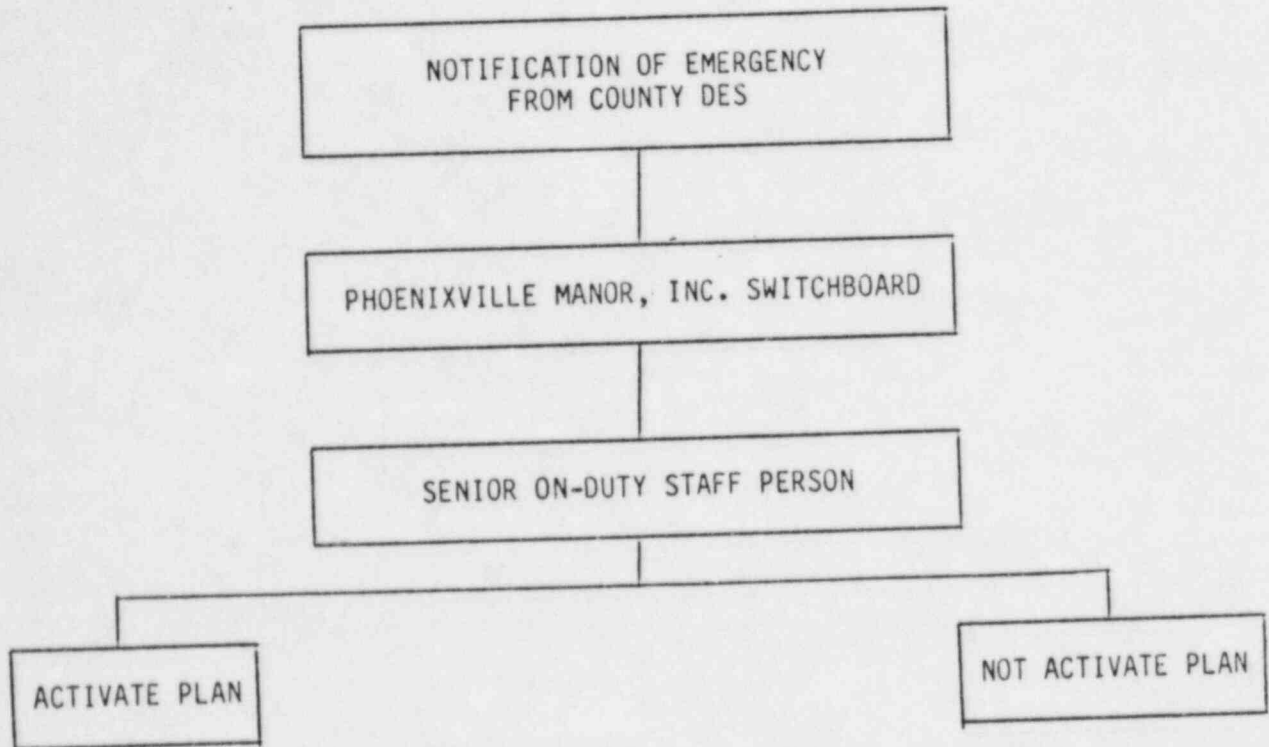 NOTIFICATION OF EMERGENCY
FROM COUNTY DES
PHOENIXVILLE MANOR, INC. SWITCHBOARD
SENIOR ON-DUTY STAFF PERSON
ACTIVATE PLAN
NOT ACTIVATE PLAN